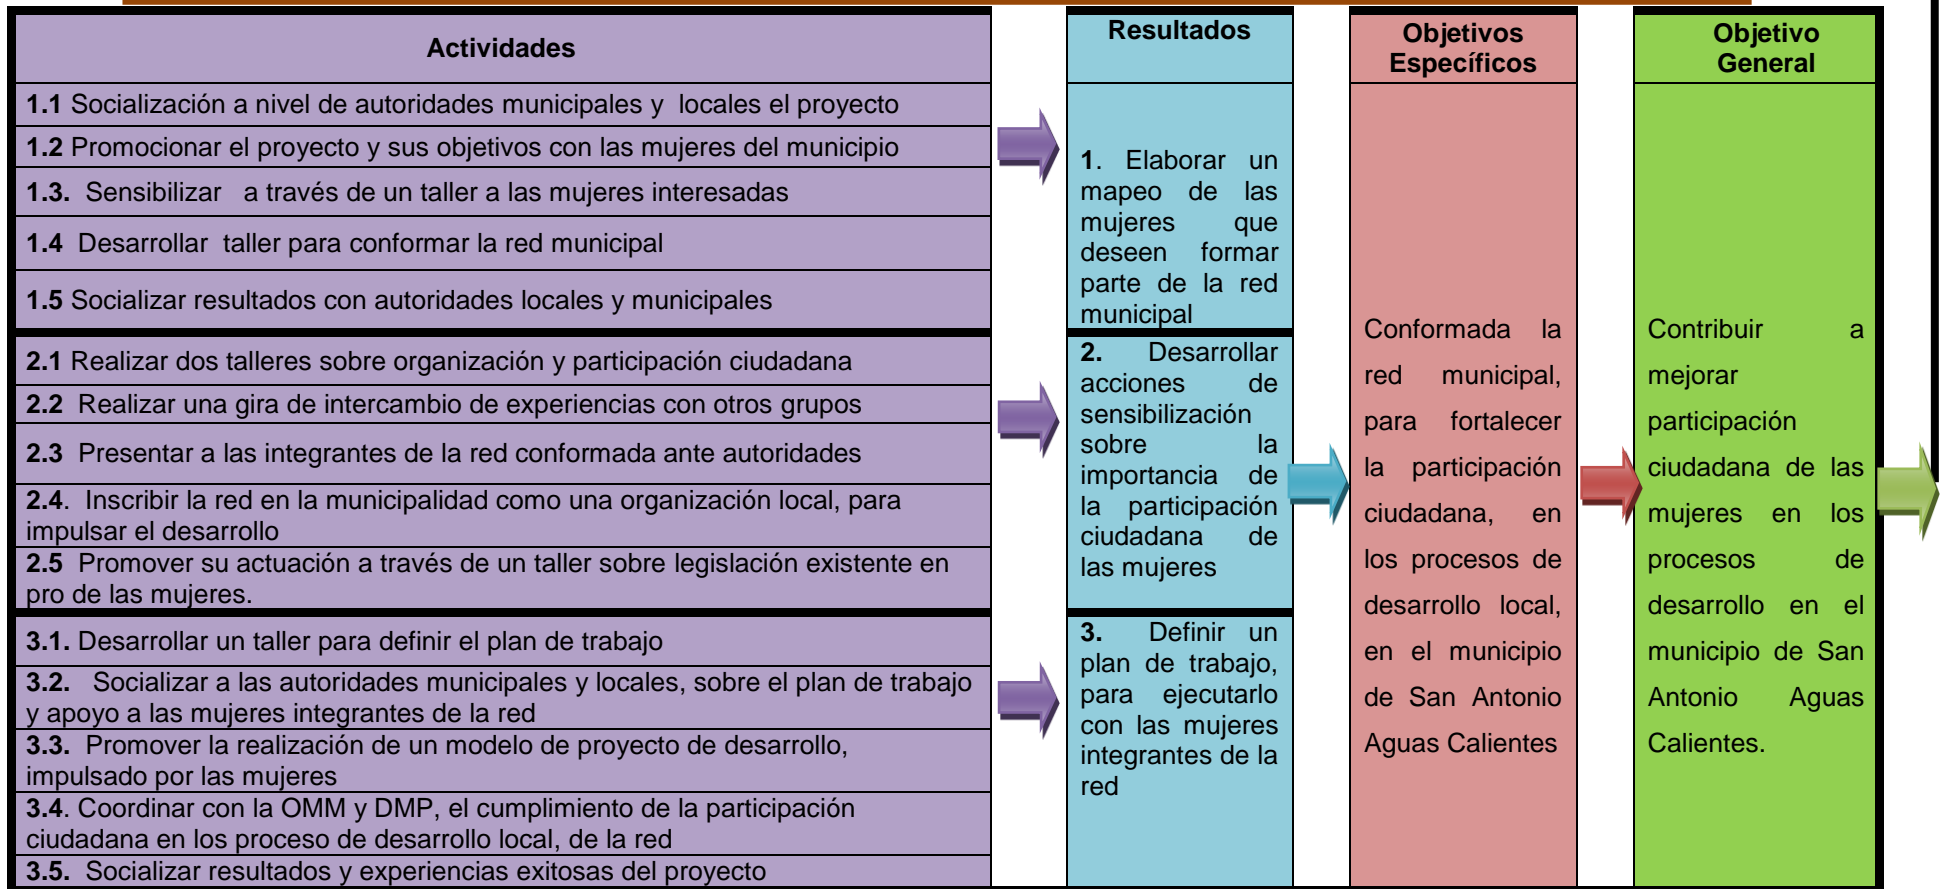 Actividades
1.1 Socialización a nivel de autoridades municipales y locales el proyecto
1.2 Promocionar el proyecto y sus objetivos con las mujeres del municipio
1.3. Sensibilizar a través de un taller a las mujeres interesadas
1.4 Desarrollar taller para conformar la red municipal
1.5 Socializar resultados con autoridades locales y municipales
2.1 Realizar dos talleres sobre organización y participación ciudadana
2.2 Realizar una gira de intercambio de experiencias con otros grupos
2.3 Presentar a las integrantes de la red conformada ante autoridades
2.4. Inscribir la red en la municipalidad como una organización local, para
impulsar el desarrollo
2.5 Promover su actuación a través de un taller sobre legislación existente en
pro de las mujeres.
3.1. Desarrollar un taller para definir el plan de trabajo
3.2. Socializar a las autoridades municipales y locales, sobre el plan de trabajo
y apoyo a las mujeres integrantes de la red
3.3. Promover la realización de un modelo de proyecto de desarrollo,
impulsado por las mujeres
3.4. Coordinar con la OMM y DMP, el cumplimiento de la participación
ciudadana en los proceso de desarrollo local, de la red
3.5. Socializar resultados y experiencias exitosas del proyecto
Resultados
1. Elaborar un
mapeo de las
mujeres que
deseen formar
parte de la red
municipal
2. Desarrollar
acciones de
sensibilización
sobre la
importancia de
la participación
ciudadana de
las mujeres
3. Definir un
plan de trabajo,
para ejecutarlo
con las mujeres
integrantes de la
red
Objetivos
Específicos
Conformada la
red municipal,
para fortalecer
la participación
ciudadana, en
los procesos de
desarrollo local,
en el municipio
de San Antonio
Aguas Calientes
Objetivo
General
Contribuir a
mejorar
participación
ciudadana de las
mujeres en los
procesos de
desarrollo en el
municipio de San
Antonio Aguas
Calientes.